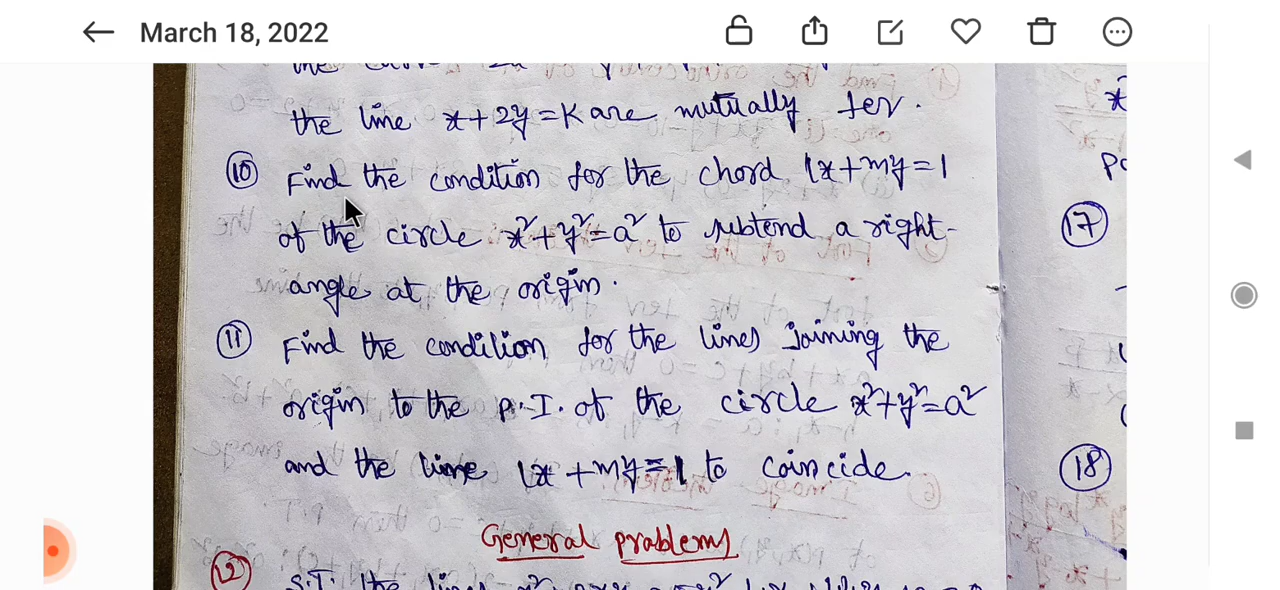 March 18, 2022
the line x+2y=K are mutually
⑩ Find the condition for the chord lx+my=1
of the circle x²+y²=a² to subtend a right-
angle at the origin.
⑪ Find the condition for the lines joining the
origin to the P.I. of the circle x²+y²=a²
and the line lx+my=1 to coincide.
General problems
⑫ S.T. the lines
⑰
⑱